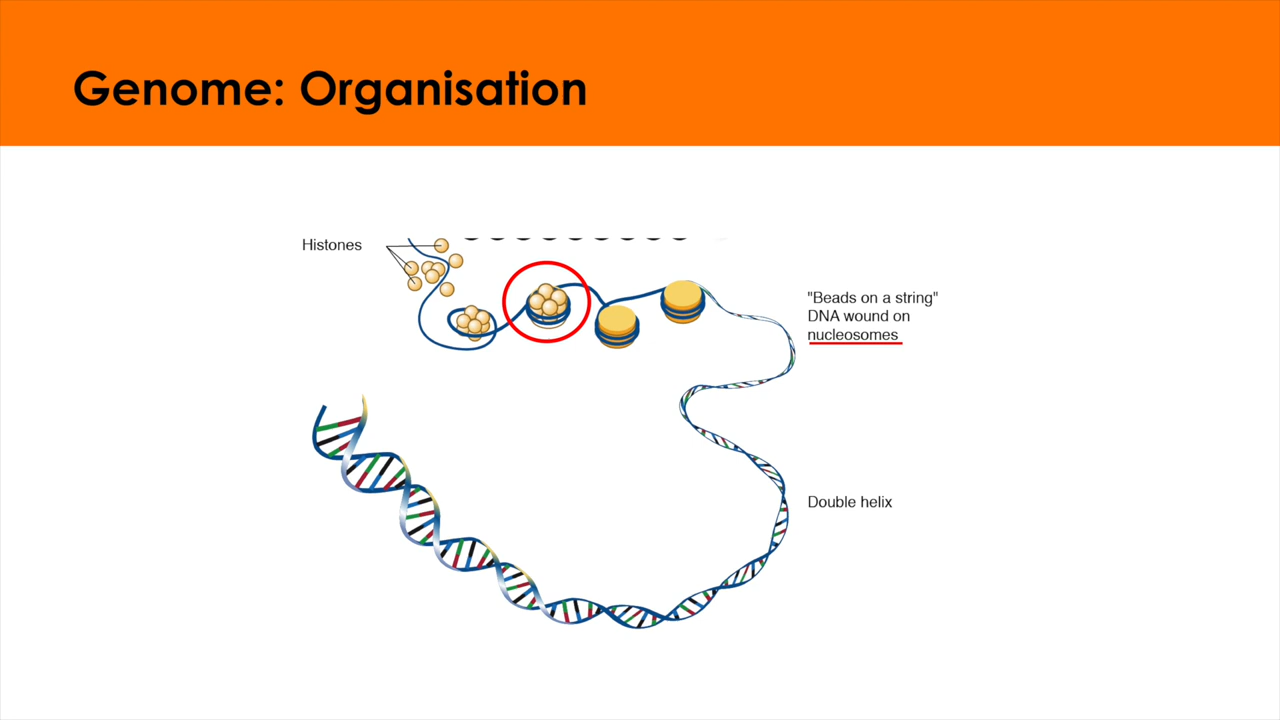 Genome: Organisation
Histones
"Beads on a string"
DNA wound on
nucleosomes
Double helix